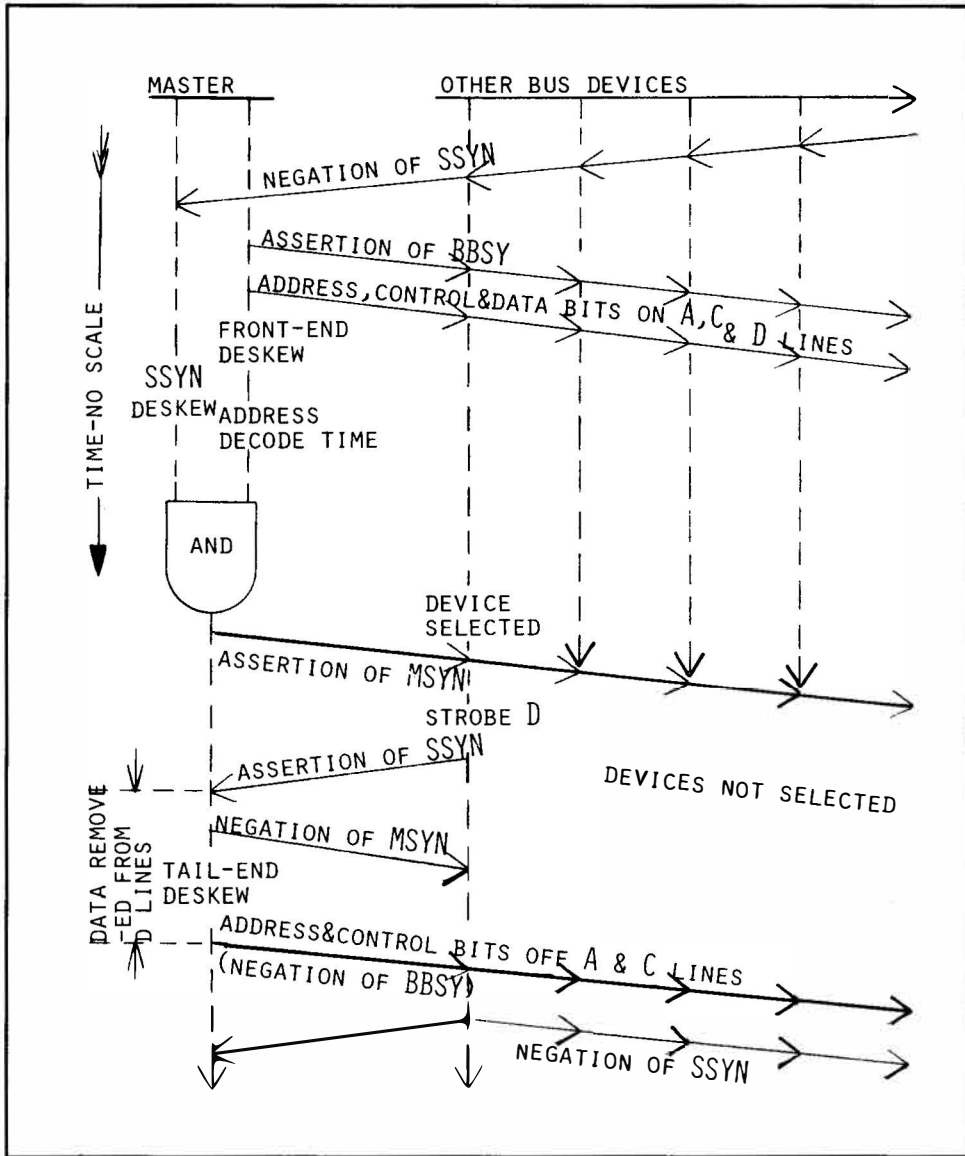 MASTER
OTHER BUS DEVICES
NEGATION OF SSYN
ASSERTION OF BBSY
ADDRESS, CONTROL&DATA BITS ON A, C & D LINES
FRONT-END
DESKEW
SSYN
DESKEW
ADDRESS
DECODE TIME
TIME-NO SCALE
AND
DEVICE
SELECTED
ASSERTION OF MSYN
STROBE D
ASSERTION OF SSYN
DEVICES NOT SELECTED
NEGATION OF MSYN
DATA REMOVE
-ED FROM
D LINES
TAIL-END
DESKEW
ADDRESS&CONTROL BITS OFF A & C LINES
(NEGATION OF BBSY)
NEGATION OF SSYN